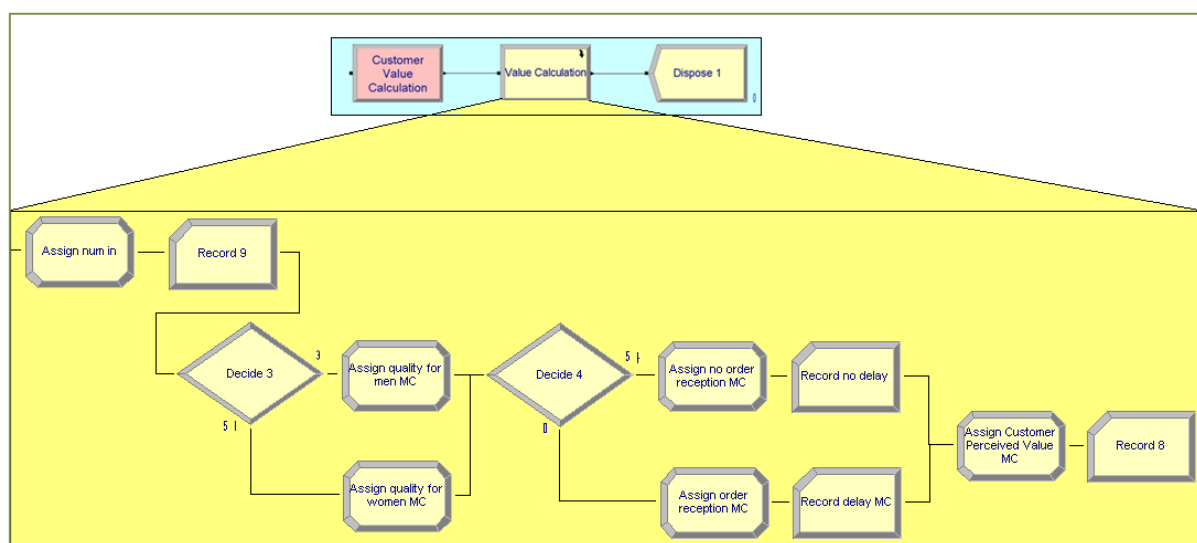 Customer
Value
Calculation
Value Calculation
Dispose 1
0
Assign num in
Record 9
Decide 3
3
5
Assign quality for
men MC
Assign quality for
women MC
Decide 4
5
0
Assign no order
reception MC
Record no delay
Assign order
reception MC
Record delay MC
Assign Customer
Perceived Value
MC
Record 8